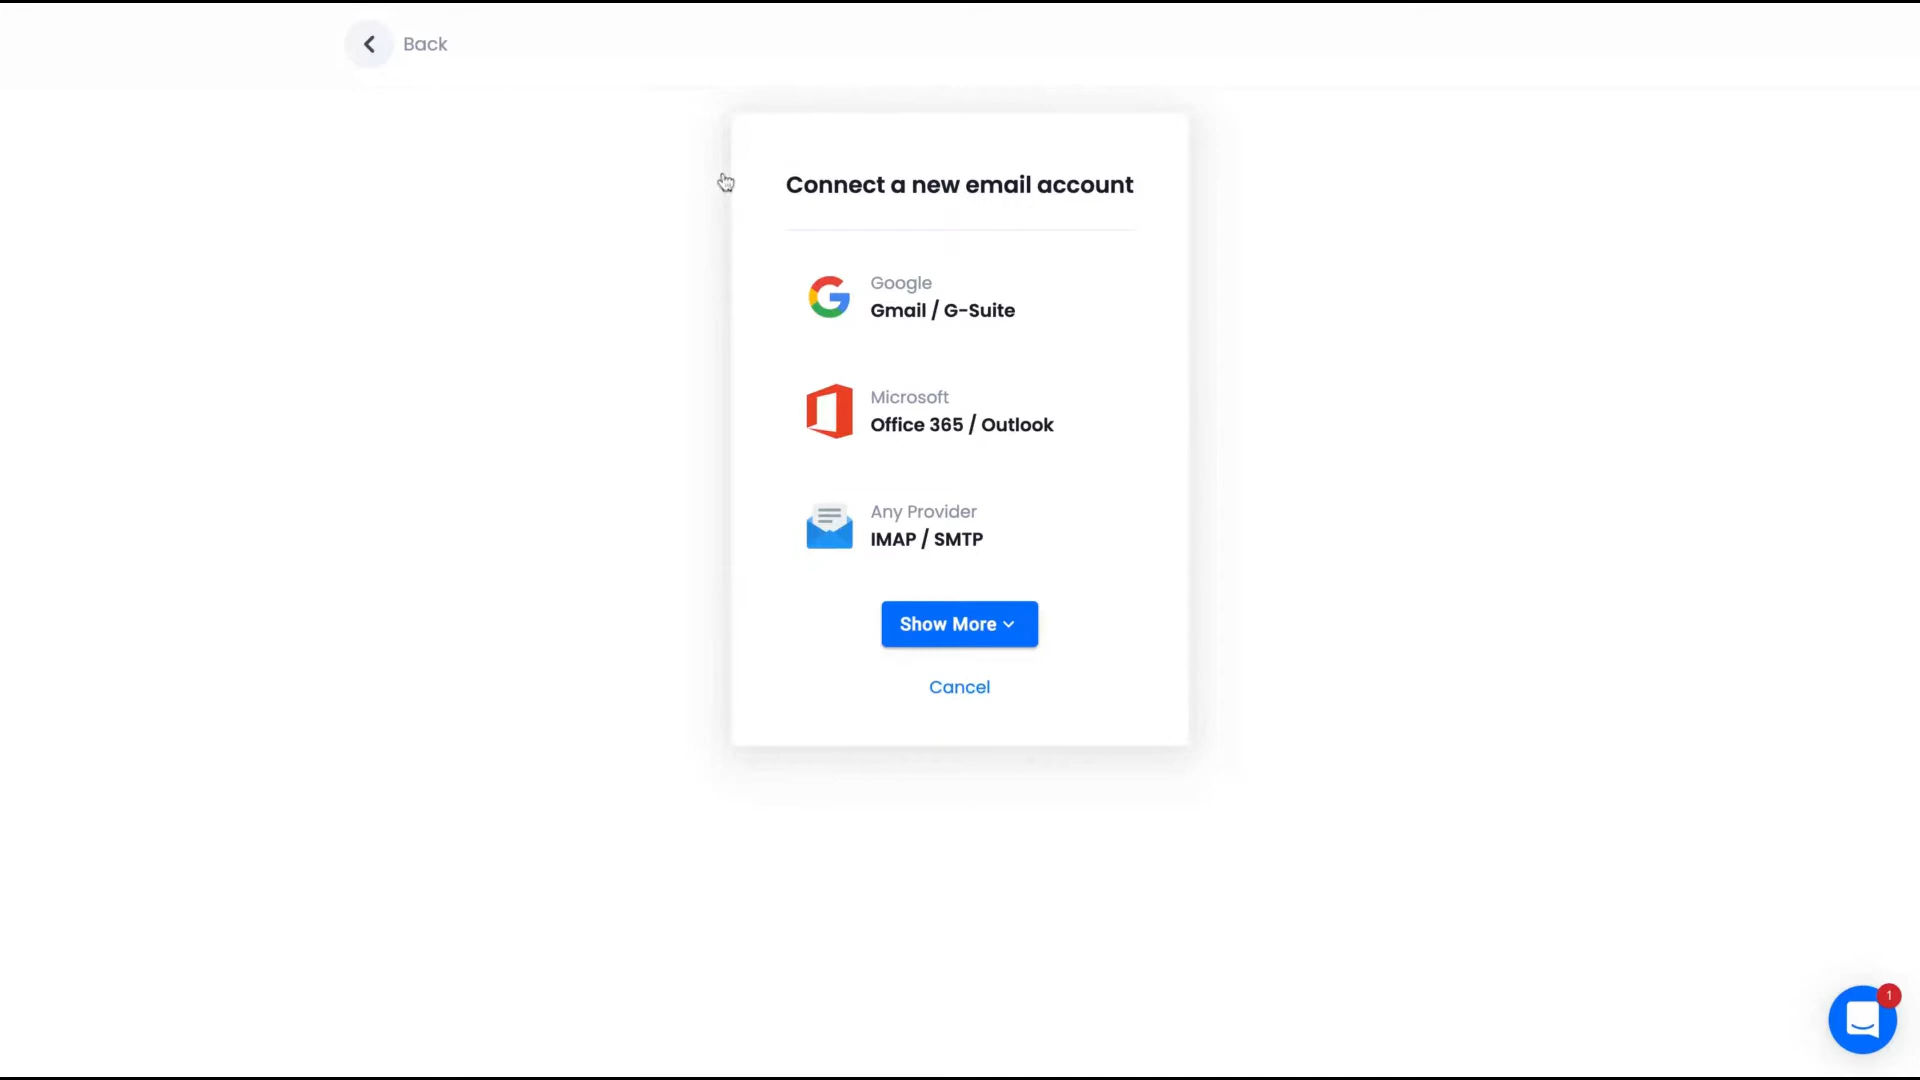 Back
Connect a new email account
Google
Gmail / G-Suite
Microsoft
Office 365 / Outlook
Any Provider
IMAP / SMTP
Show More
Cancel
1